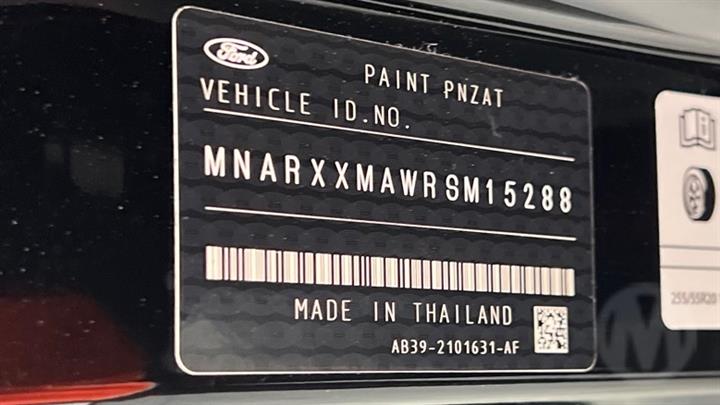 Ford
PAINT PNZAT
VEHICLE ID.NO.
MNARXXMAWRSM15288
MADE IN THAILAND
AB39-2101631-AF
255/55R20